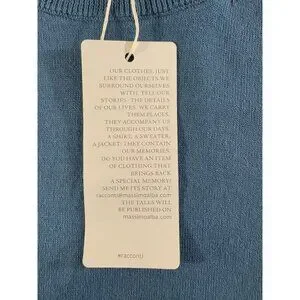 OUR CLOTHES, JUST
LIKE THE OBJECTS WE
SURROUND OURSELVES
WITH, TELL OUR
STORIES: THE DETAILS
OF OUR LIVES. WE CARRY
THEM PLACES,
THEY ACCOMPANY US
THROUGH OUR DAYS.
A SHIRT, A SWEATER,
A JACKET: THEY CONTAIN
OUR MEMORIES.
DO YOU HAVE AN ITEM
OF CLOTHING THAT
BRINGS BACK
A SPECIAL MEMORY?
SEND ME ITS STORY AT
racconti@massimoalba.com
THE TALES WILL
BE PUBLISHED ON
massimoalba.com
#racconti